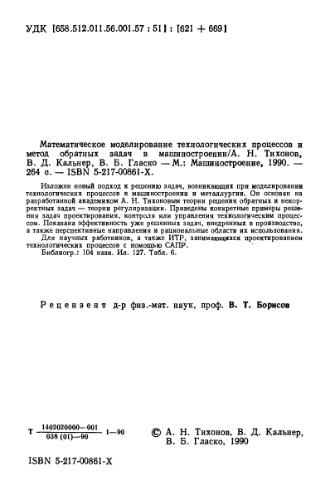 УДК [658.512.011.56.001.57 : 51] : [621 + 669]
Математическое моделирование технологических процессов и
метод обратных задач в машиностроении/А. Н. Тихонов,
В. Д. Кальнер, В. Б. Гласко — М.: Машиностроение, 1990. —
264 с. — ISBN 5-217-00861-X.
Изложен новый подход к решению задач, возникающих при моделировании
технологических процессов в машиностроении и металлургии. Он основан на
разработанной академиком А. Н. Тихоновым теории решения обратных и некор-
ректных задач — теории регуляризации. Приведены конкретные примеры реше-
ния задач проектирования, контроля или управления технологическим процес-
сом. Показана эффективность уже решенных задач, внедренных в производство,
а также перспективные направления и рациональные области их использования.
Для научных работников, а также ИТР, занимающихся проектированием
технологических процессов с помощью САПР.
Библиогр.: 104 назв. Ил. 127. Табл. 6.
Рецензент д-р физ.-мат. наук, проф. В. Т. Борисов
Т 1402020000—001
038 (01)—90 1—90
© А. Н. Тихонов, В. Д. Кальнер,
В. Б. Гласко, 1990
ISBN 5-217-00861-X